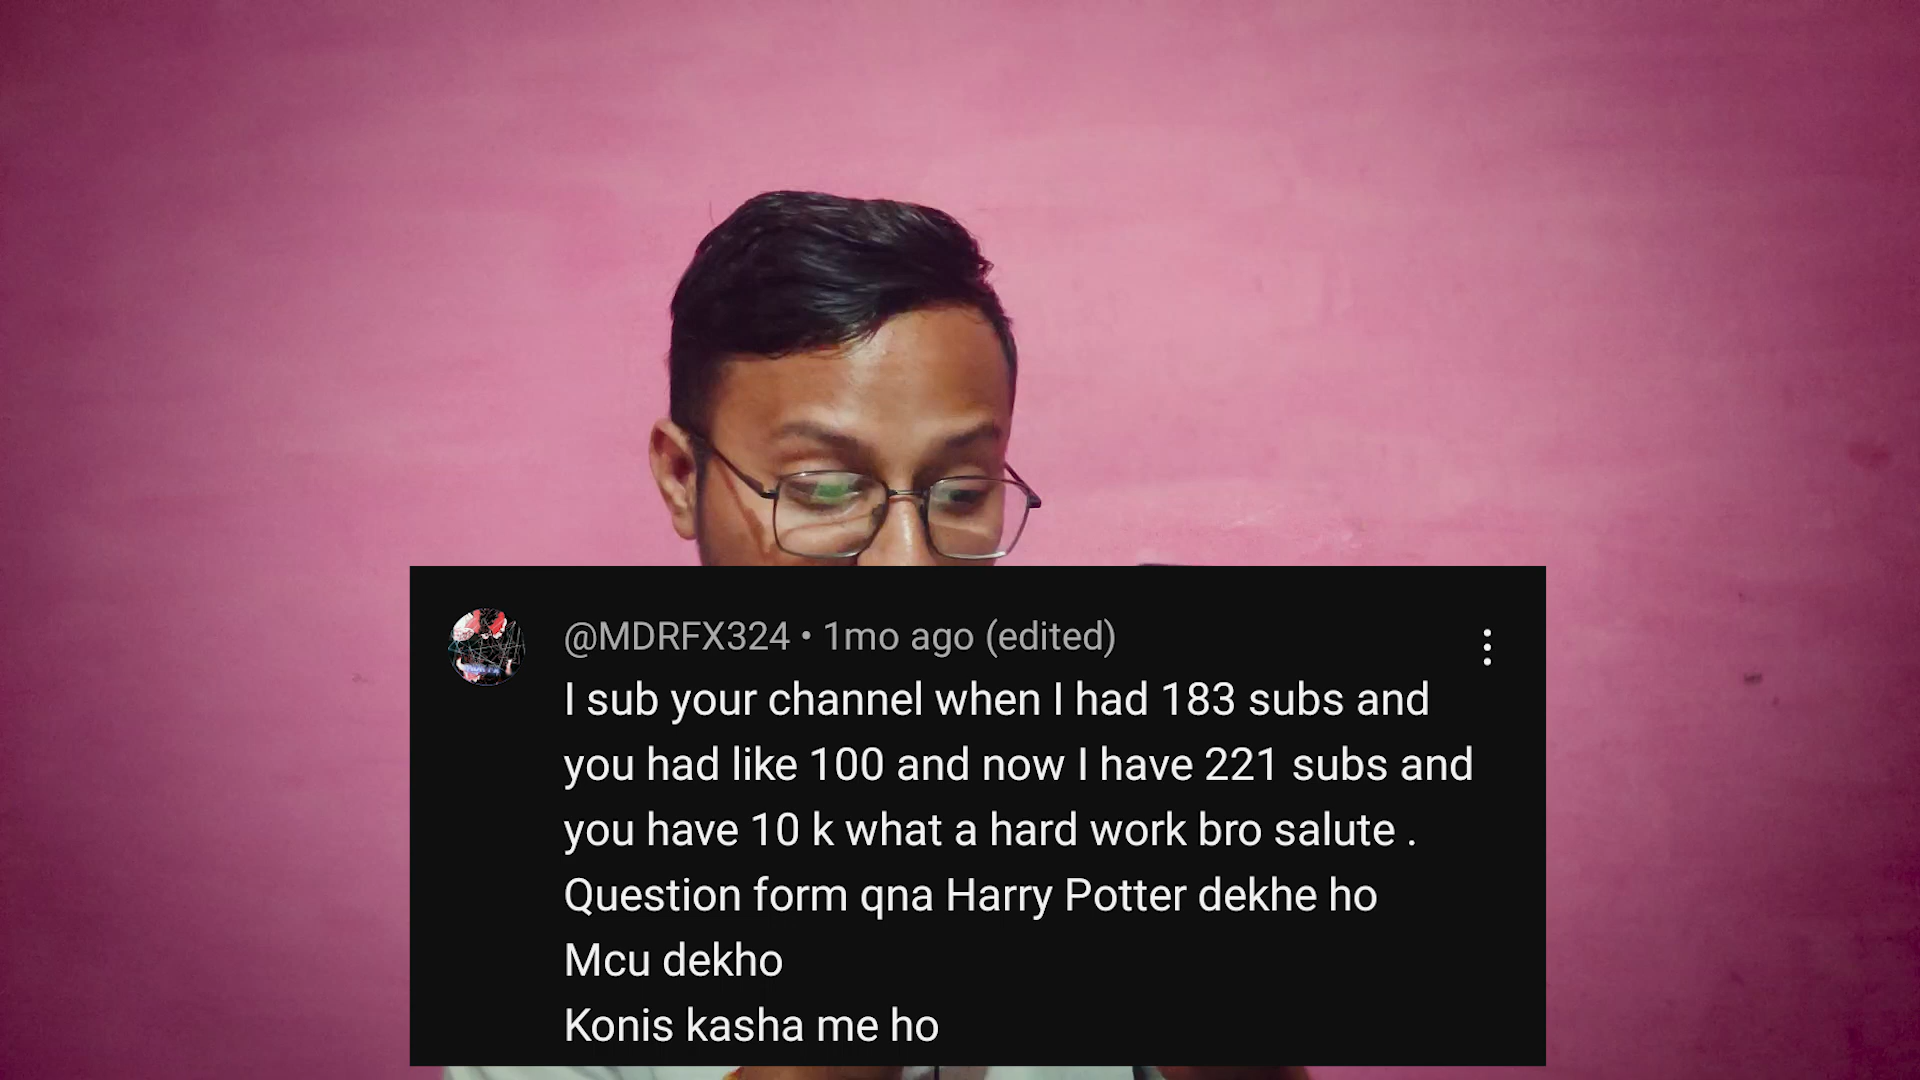 @MDRFX324 • 1mo ago (edited)
I sub your channel when I had 183 subs and
you had like 100 and now I have 221 subs and
you have 10 k what a hard work bro salute .
Question form qna Harry Potter dekhe ho
Mcu dekho
Konis kasha me ho